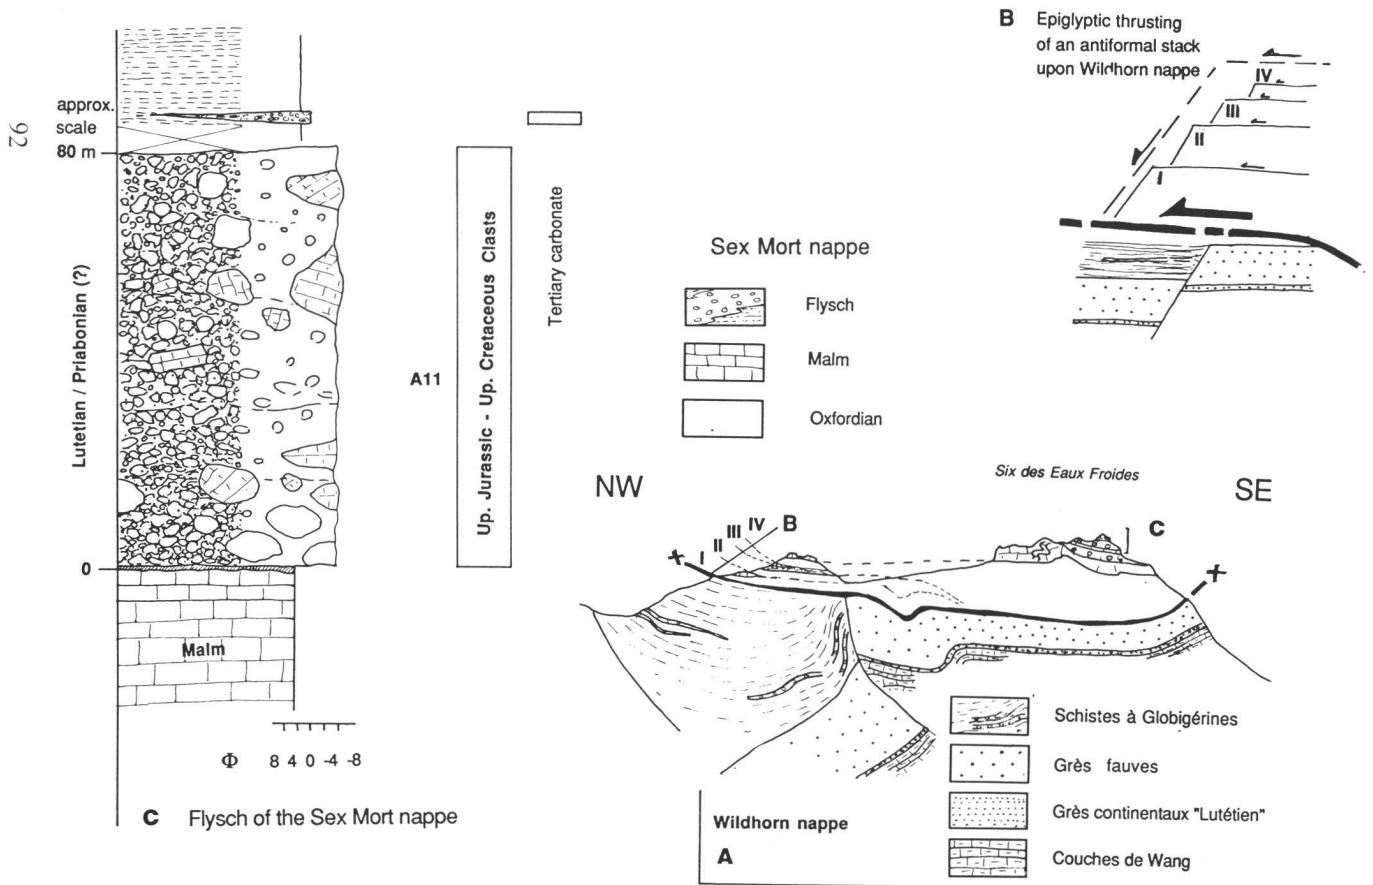 92
approx.
scale
80 m
Lutetian / Priabonian (?)
0
Malm
Φ 8 4 0 -4 -8
C Flysch of the Sex Mort nappe
A11
Up. Jurassic - Up. Cretaceous Clasts
Tertiary carbonate
B Epiglyptic thrusting
of an antiformal stack
upon Wildhorn nappe
IV
III
II
I
Sex Mort nappe
Flysch
Malm
Oxfordian
NW
Six des Eaux Froides
SE
I II III IV B
C
Schistes à Globigérines
Grès fauves
Grès continentaux "Lutétien"
Couches de Wang
Wildhorn nappe
A